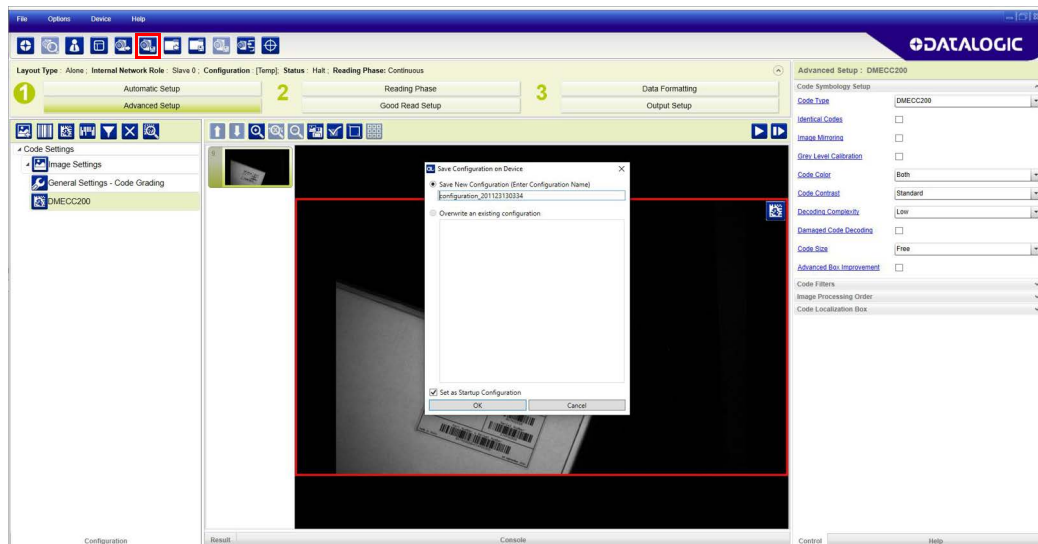 File Options Device Help
DATALOGIC
Layout Type : Alone ; Internal Network Role : Slave 0 ; Configuration : [Temp]; Status : Halt ; Reading Phase: Continuous
1
Automatic Setup
Advanced Setup
2
Reading Phase
Good Read Setup
3
Data Formatting
Output Setup
Code Settings
Image Settings
General Settings - Code Grading
DMECC200
0
Save Configuration on Device
Save New Configuration (Enter Configuration Name)
configuration_201123130334
Overwrite an existing configuration
Set as Startup Configuration
OK Cancel
Advanced Setup : DMECC200
Code Symbology Setup
Code Type DMECC200
Identical Codes
Image Mirroring
Grey Level Calibration
Code Color Both
Code Contrast Standard
Decoding Complexity Low
Damaged Code Decoding
Code Size Free
Advanced Box Improvement
Code Filters
Image Processing Order
Code Localization Box
Configuration
Result Console
Control Help